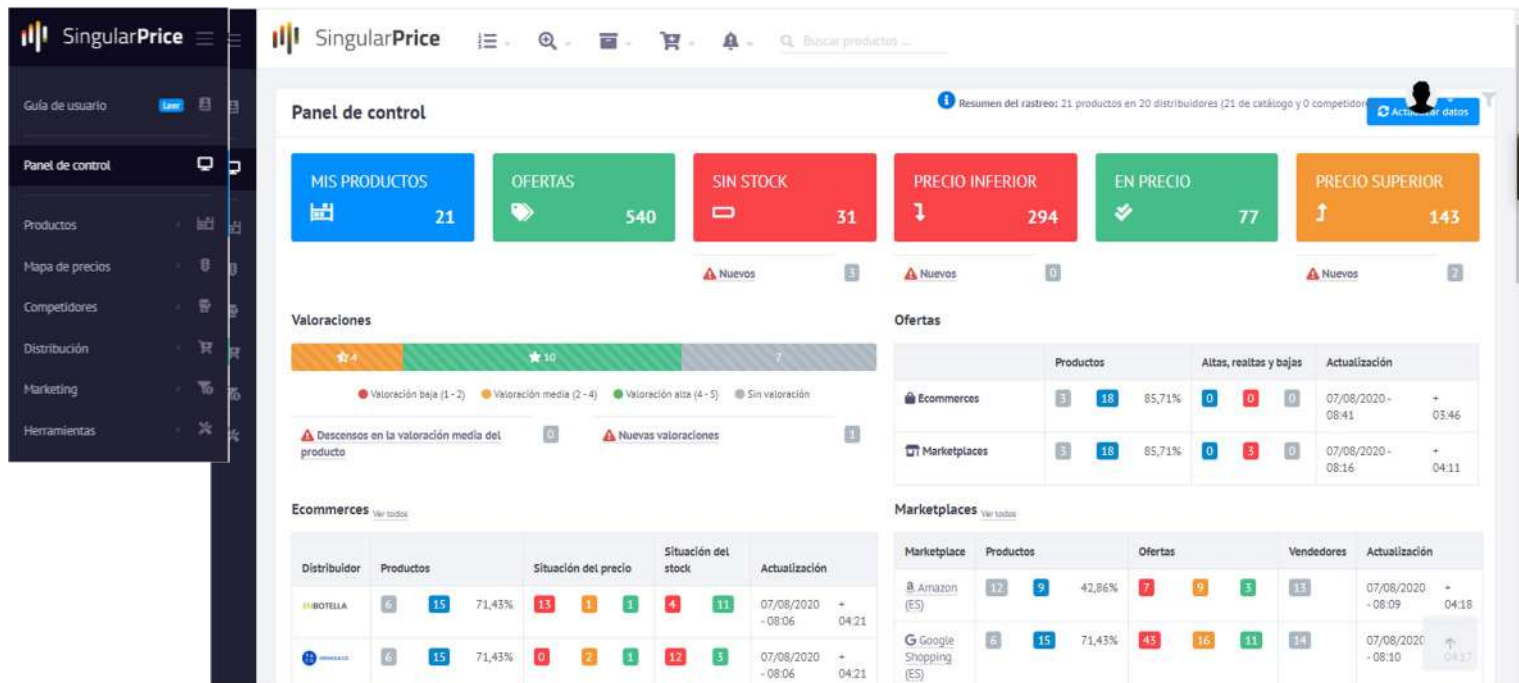 SingularPrice
Guía de usuario Leer
Panel de control
Productos
Mapa de precios
Competidores
Distribución
Marketing
Herramientas
SingularPrice
Buscar productos ...
Panel de control
Resumen del rastreo: 21 productos en 20 distribuidores (21 de catálogo y 0
datos
MIS PRODUCTOS
21
OFERTAS
540
SIN STOCK
31
PRECIO INFERIOR
294
EN PRECIO
77
PRECIO SUPERIOR
143
Nuevos 3
Nuevos 0
Nuevos 2
Valoraciones
4 10 7
Valoración baja (1 - 2) Valoración media (2 - 4) Valoración alta (4 - 5) Sin valoración
Descensos en la valoración media del
producto
0
Nuevas valoraciones 1
Ofertas
Productos Altas, realtas y bajas Actualización
Ecommerces 3 18 85,71% 0 0 0 07/08/2020 - +
08:41 03:46
Marketplaces 3 18 85,71% 0 3 0 07/08/2020 - +
08:16 04:11
Ecommerces Ver todos
Distribuidor Productos Situación del precio Situación del
stock
Actualización
BOTELLA 6 15 71,43% 13 1 1 4 11 07/08/2020 +
- 08:06 04:21
6 15 71,43% 0 2 1 12 3 07/08/2020 +
- 08:06 04:21
Marketplaces Ver todos
Marketplace Productos Ofertas Vendedores Actualización
Amazon 12 9 42,86% 7 9 3 13 07/08/2020 +
(ES) - 08:09 04:18
Google 6 15 71,43% 43 16 11 14 07/08/2020
Shopping - 08:10 04:17
(ES)